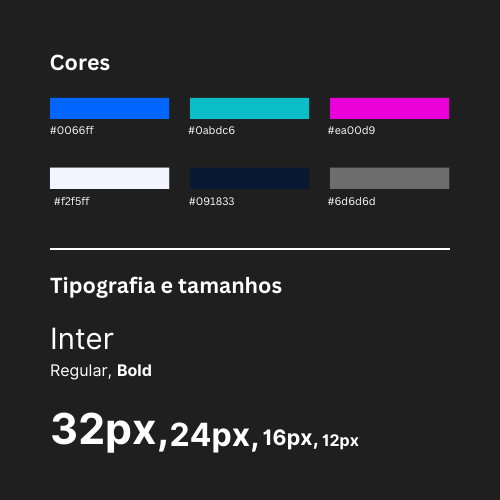 Cores
#0066ff #0abdc6 #ea00d9
#f2f5ff #091833 #6d6d6d
Tipografia e tamanhos
Inter
Regular, Bold
32px, 24px, 16px, 12px